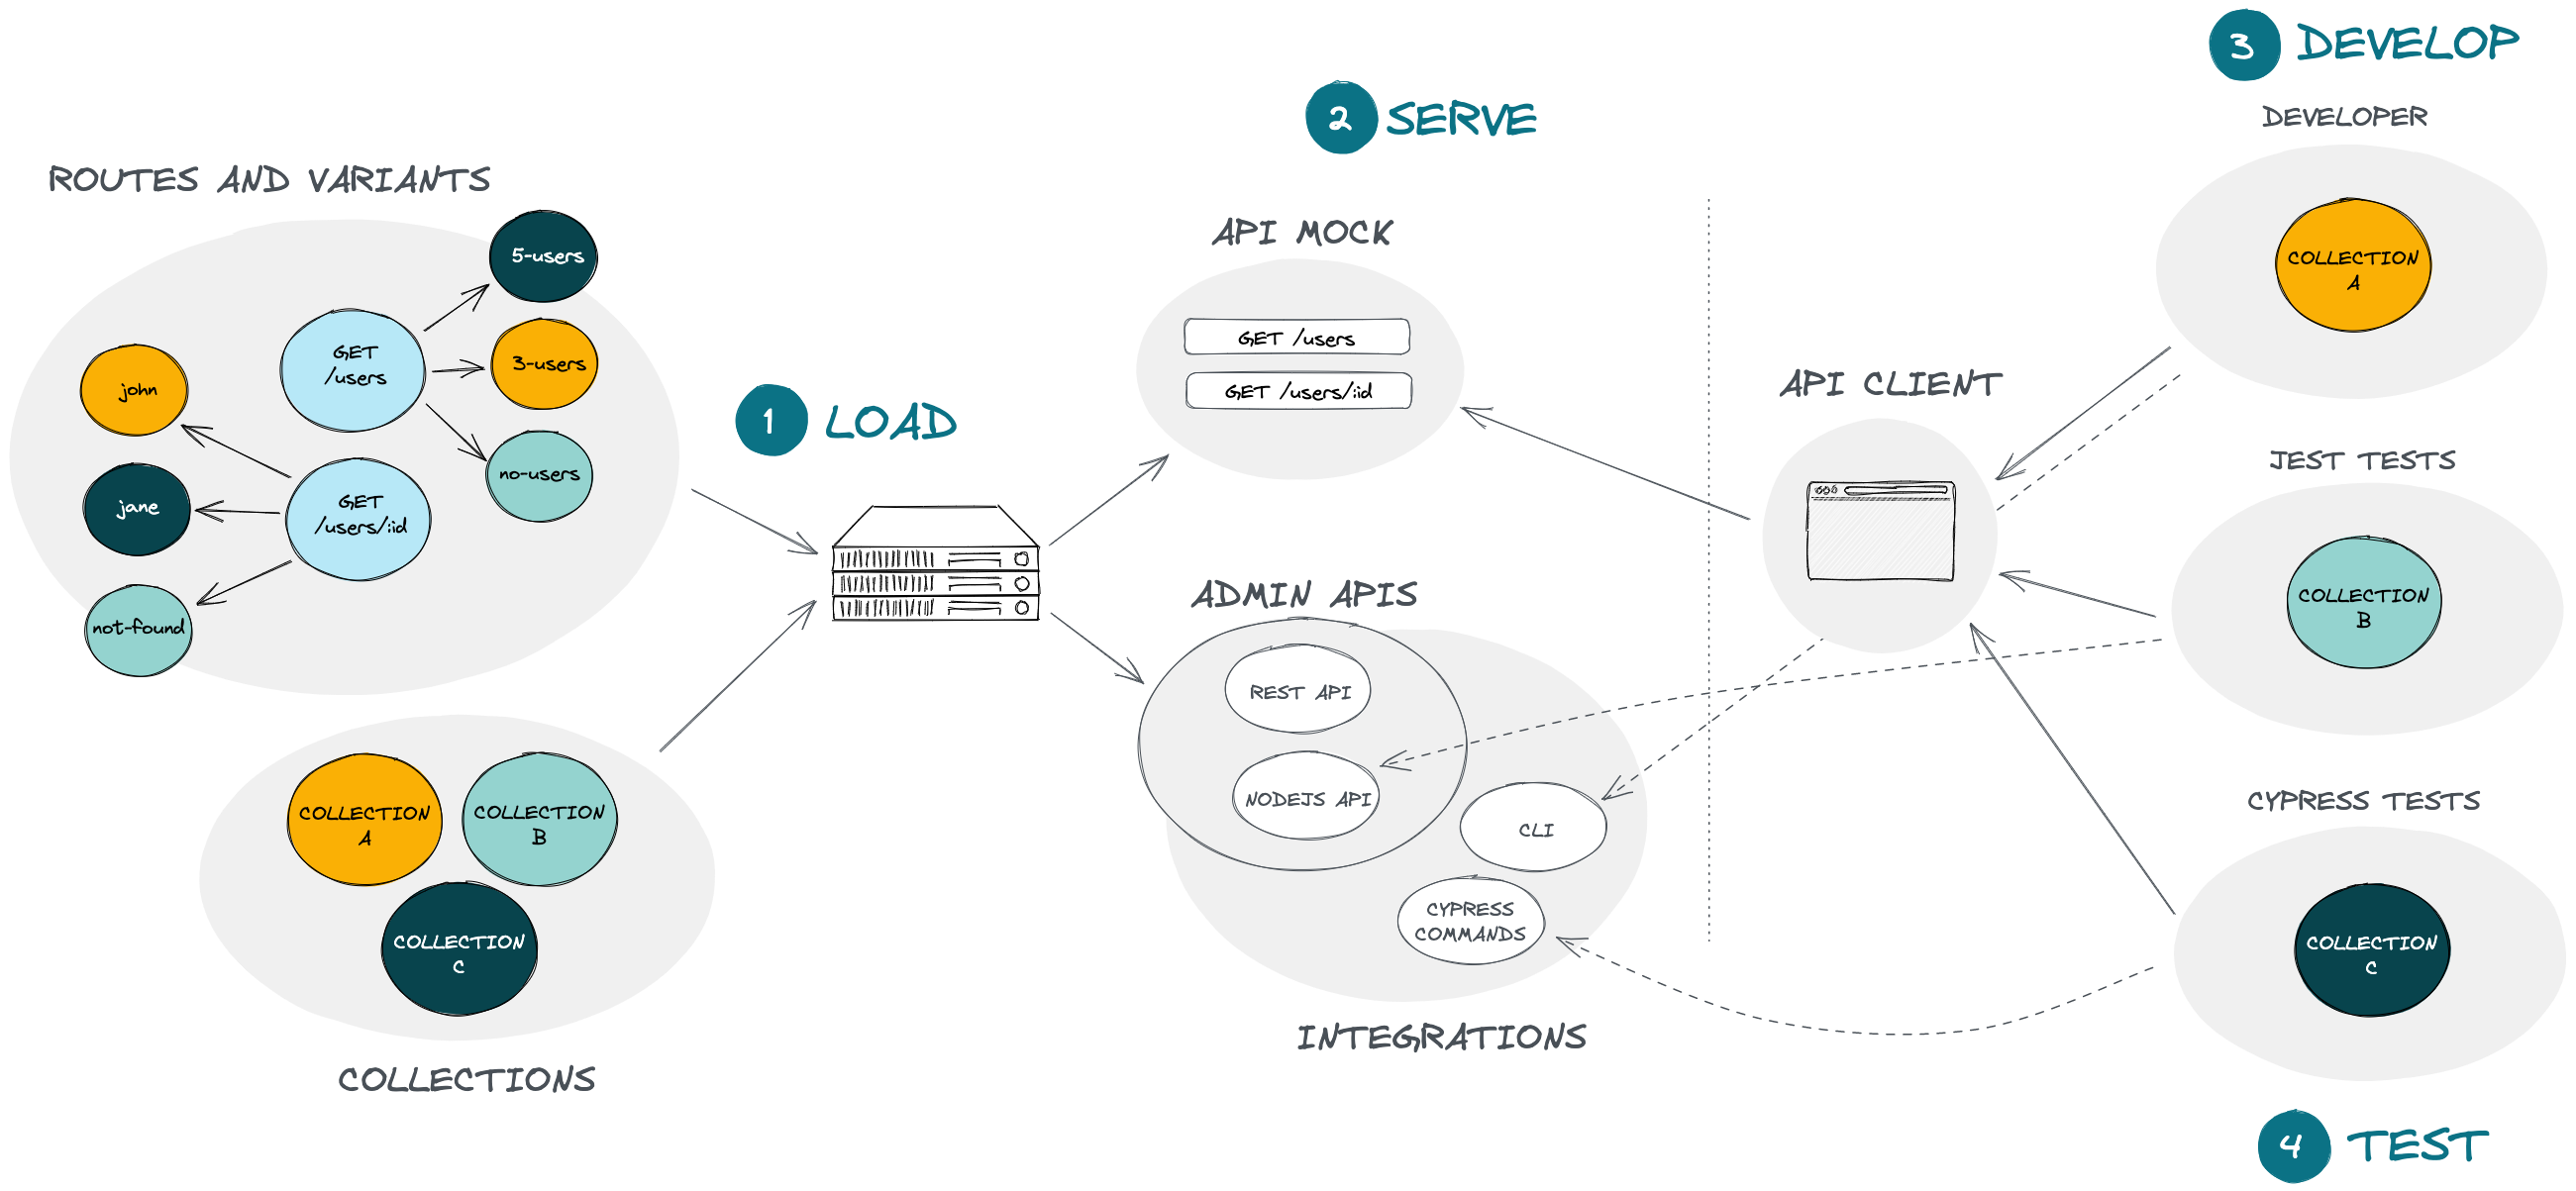 ROUTES AND VARIANTS
5-users
GET
/users
3-users
john
no-users
jane
GET
/users/:id
not-found
COLLECTION
A
COLLECTION
B
COLLECTION
C
COLLECTIONS
1 LOAD
2 SERVE
API MOCK
GET /users
GET /users/:id
ADMIN APIS
REST API
NODEJS API
CLI
CYPRESS
COMMANDS
INTEGRATIONS
API CLIENT
3 DEVELOP
DEVELOPER
COLLECTION
A
JEST TESTS
COLLECTION
B
CYPRESS TESTS
COLLECTION
C
4 TEST